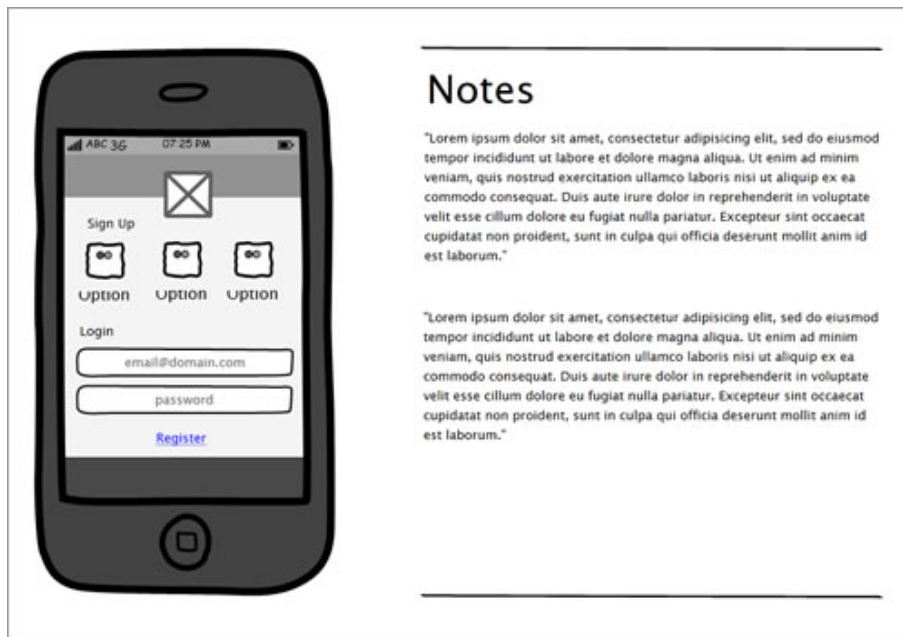 ABC 3G 07:25 PM
Sign Up
Option Option Option
Login
email@domain.com
password
Register
Notes
"Lorem ipsum dolor sit amet, consectetur adipisicing elit, sed do eiusmod
tempor incididunt ut labore et dolore magna aliqua. Ut enim ad minim
veniam, quis nostrud exercitation ullamco laboris nisi ut aliquip ex ea
commodo consequat. Duis aute irure dolor in reprehenderit in voluptate
velit esse cillum dolore eu fugiat nulla pariatur. Excepteur sint occaecat
cupidatat non proident, sunt in culpa qui officia deserunt mollit anim id
est laborum."
"Lorem ipsum dolor sit amet, consectetur adipisicing elit, sed do eiusmod
tempor incididunt ut labore et dolore magna aliqua. Ut enim ad minim
veniam, quis nostrud exercitation ullamco laboris nisi ut aliquip ex ea
commodo consequat. Duis aute irure dolor in reprehenderit in voluptate
velit esse cillum dolore eu fugiat nulla pariatur. Excepteur sint occaecat
cupidatat non proident, sunt in culpa qui officia deserunt mollit anim id
est laborum."